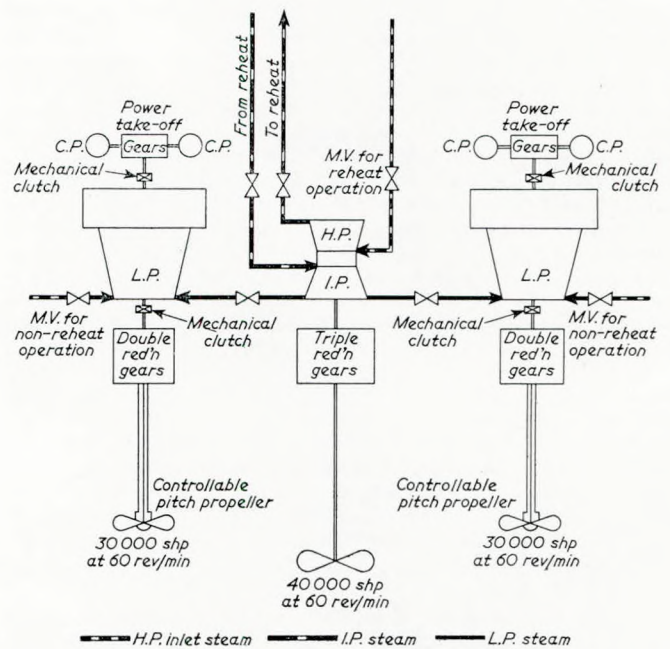 From reheat
To reheat
Power
take-off
C.P.
Gears
C.P.
Mechanical
clutch
M.V. for
reheat
operation
Power
take-off
C.P.
Gears
C.P.
Mechanical
clutch
H.P.
L.P.
I.P.
L.P.
M.V. for
non-reheat
operation
Mechanical
clutch
Mechanical
clutch
M.V. for
non-reheat
operation
Double
red'n
gears
Triple
red'n
gears
Double
red'n
gears
Controllable
pitch propeller
Controllable
pitch propeller
30 000 shp
at 60 rev/min
40 000 shp
at 60 rev/min
30 000 shp
at 60 rev/min
H.P. inlet steam
I.P. steam
L.P. steam